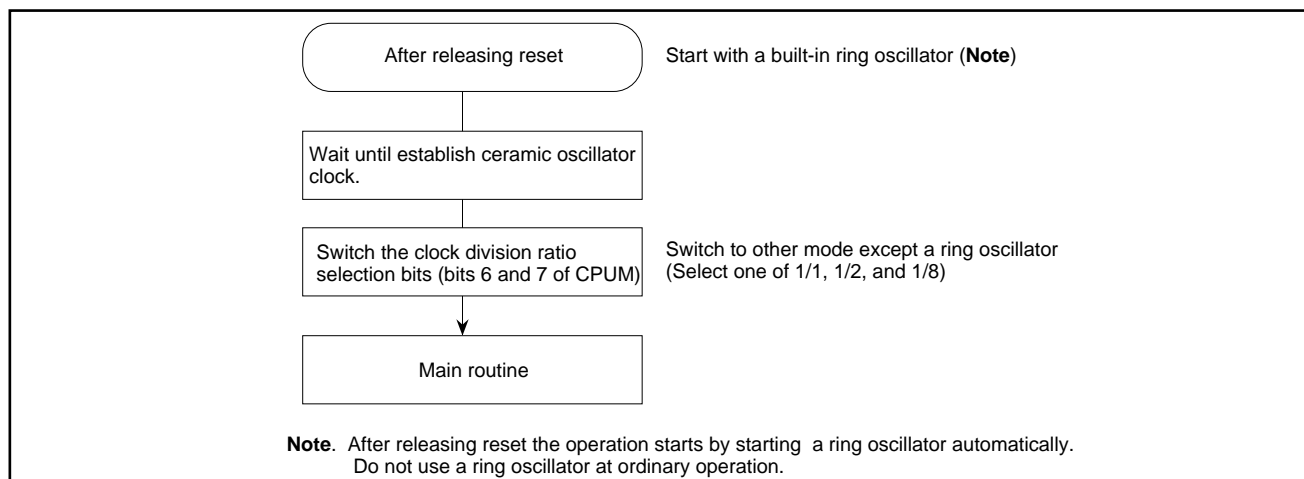 After releasing reset
Start with a built-in ring oscillator (Note)
Wait until establish ceramic oscillator
clock.
Switch the clock division ratio
selection bits (bits 6 and 7 of CPUM)
Switch to other mode except a ring oscillator
(Select one of 1/1, 1/2, and 1/8)
Main routine
Note. After releasing reset the operation starts by starting a ring oscillator automatically.
Do not use a ring oscillator at ordinary operation.